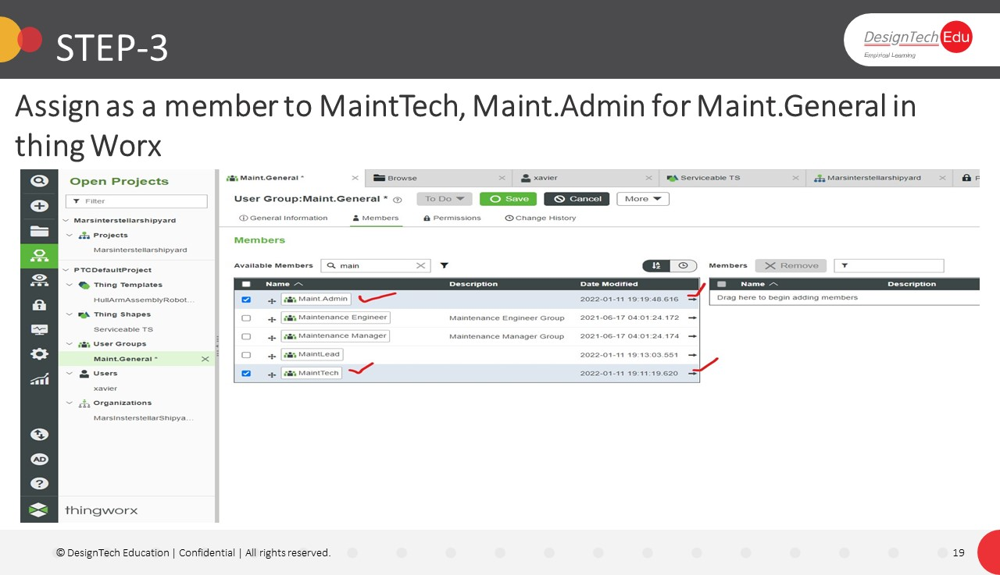 STEP-3
DesignTech Edu
Empirical Learning
Assign as a member to MaintTech, Maint.Admin for Maint.General in
thing Worx
Open Projects
Filter
Marsinterstellarshipyard
Projects
Marsinterstellarshipyard
PTCDefaultProject
Thing Templates
HullArmAssemblyRobot...
Thing Shapes
Serviceable TS
User Groups
Maint.General *
Users
xavier
Organizations
MarsInsterstellarShipya...
AD
thingworx
Maint.General *
Browse
xavier
Serviceable TS
Marsinterstellarshipyard
User Group:Maint.General *
To Do
Save
Cancel
More
General Information
Members
Permissions
Change History
Members
Available Members
main
Members
Remove
Name Description Date Modified
Name Description
Maint.Admin 2022-01-11 19:19:48.616
Drag here to begin adding members
Maintenance Engineer Maintenance Engineer Group 2021-06-17 04:01:24.172
Maintenance Manager Maintenance Manager Group 2021-06-17 04:01:24.174
MaintLead 2022-01-11 19:13:03.551
MaintTech 2022-01-11 19:11:19.620
© DesignTech Education | Confidential | All rights reserved.
19